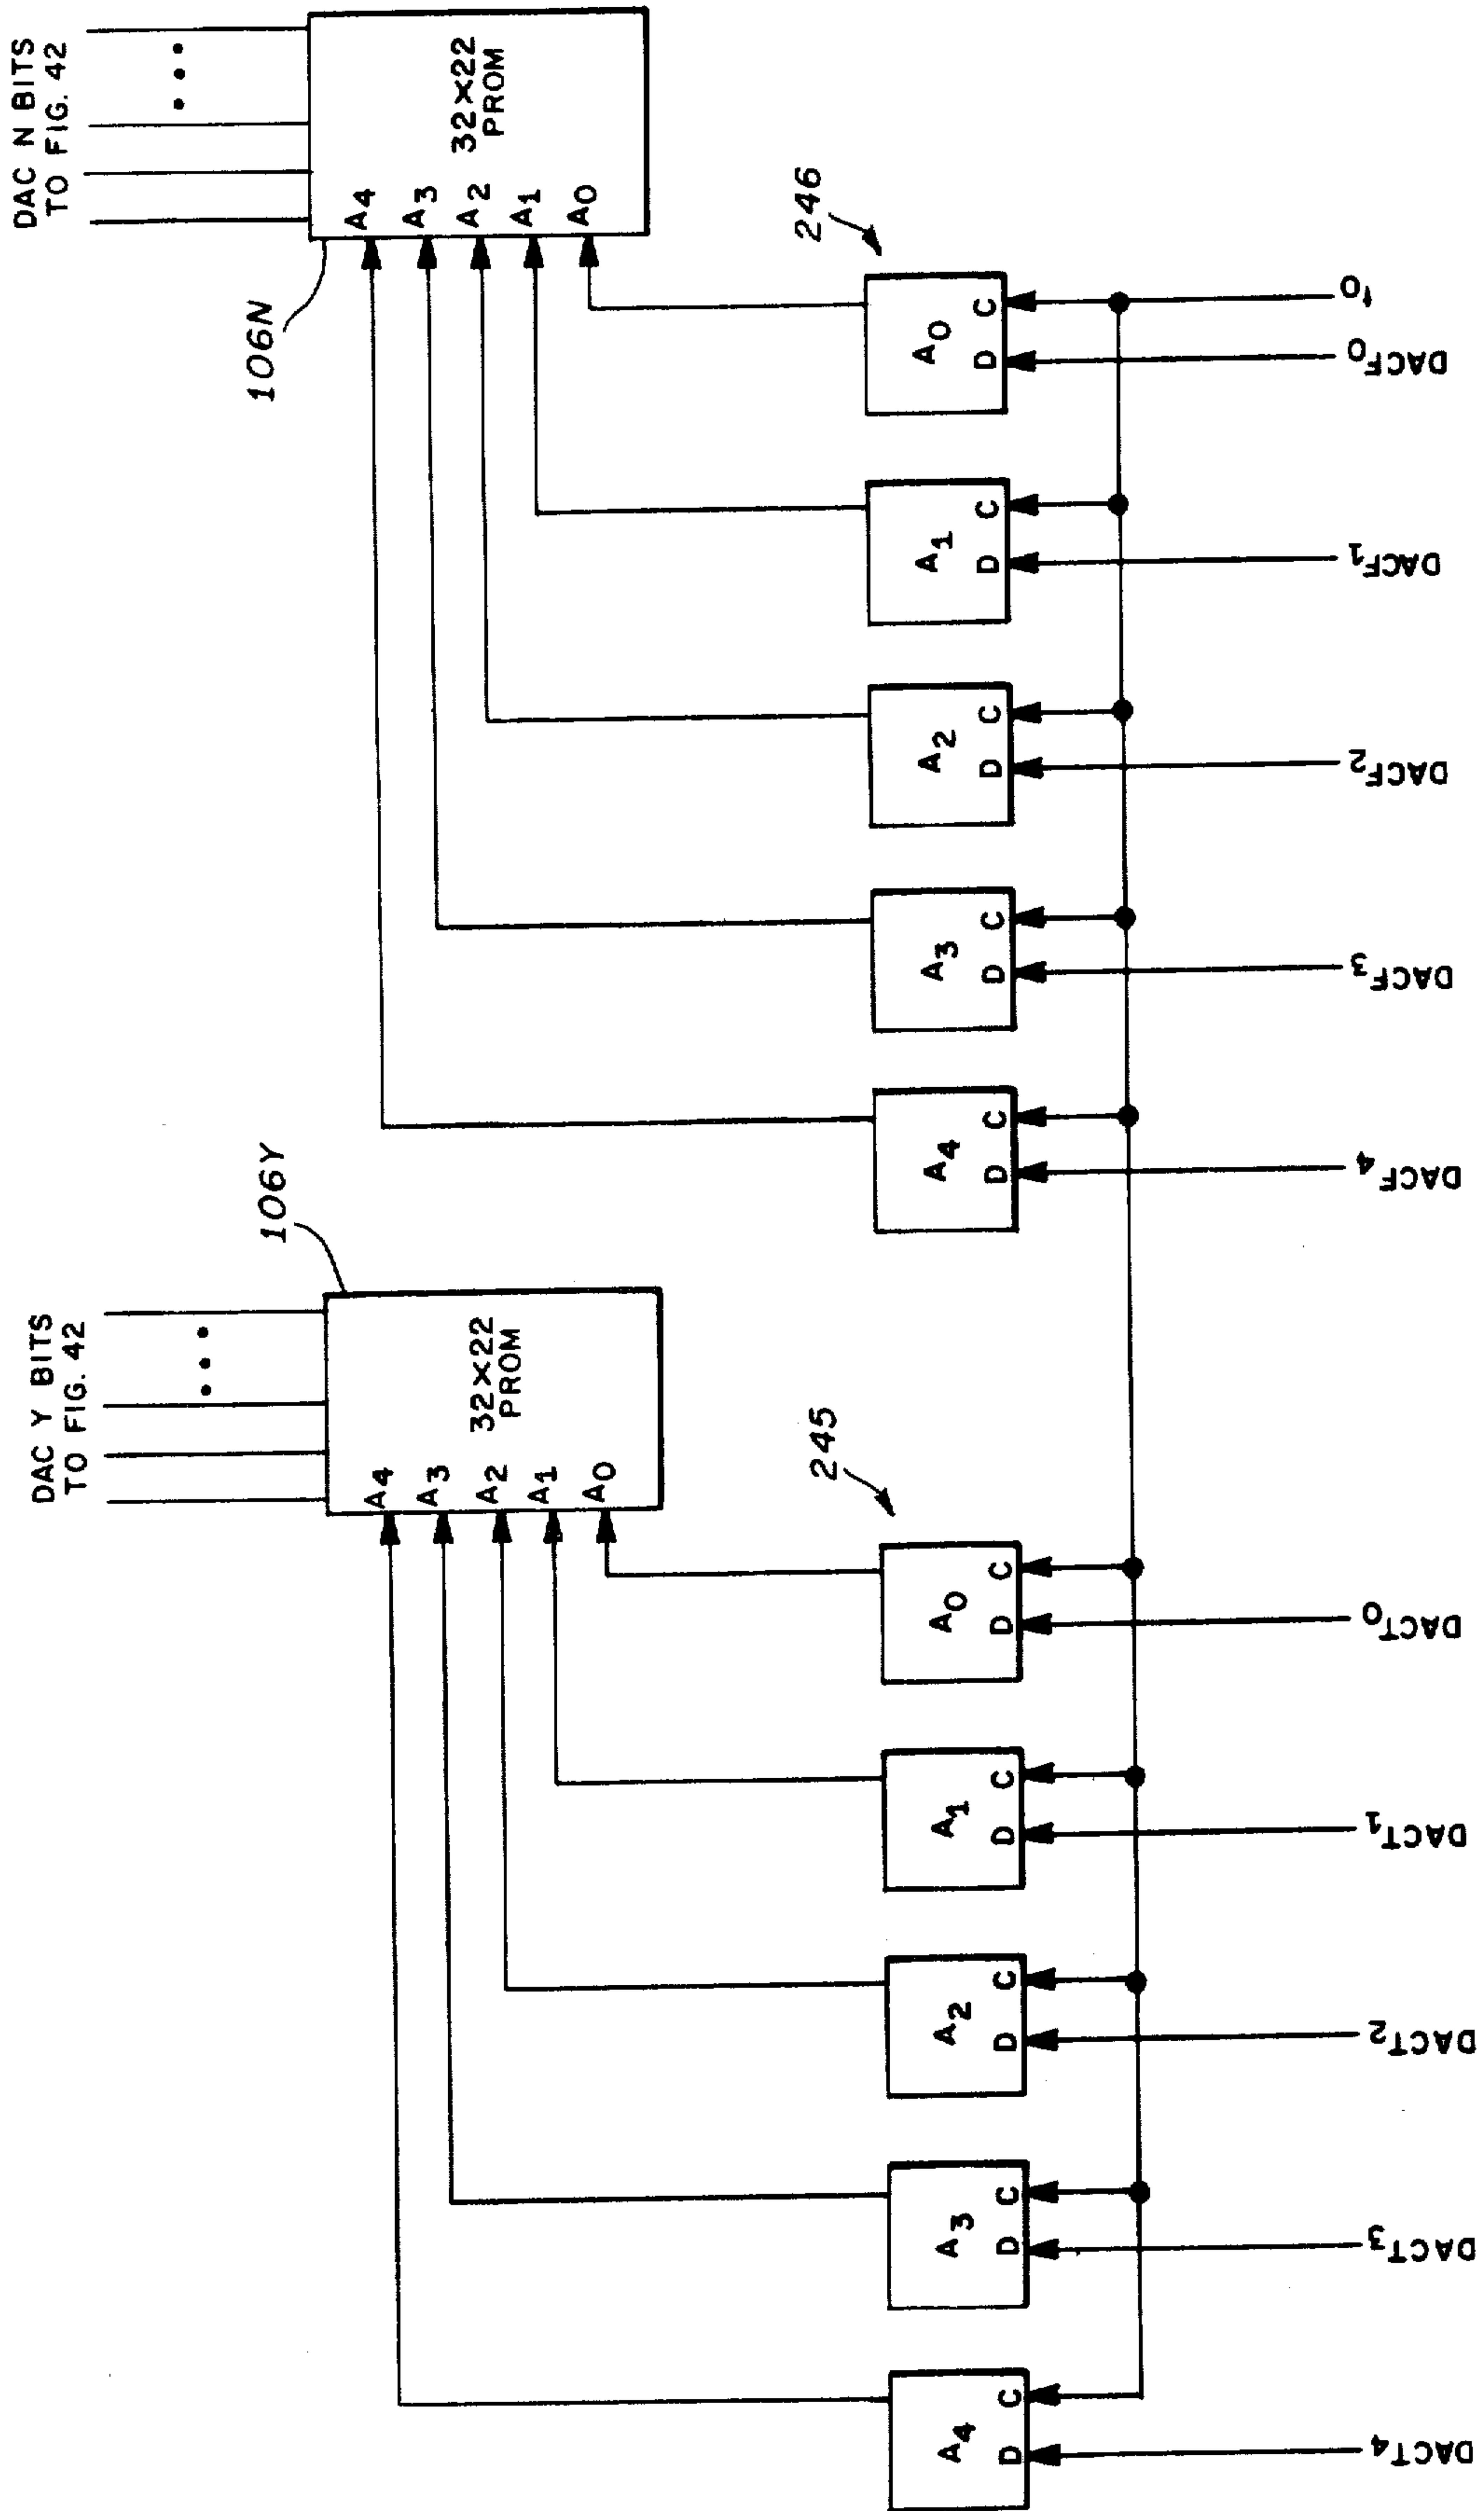 DAC Y BITS
TO FIG. 42
DAC N BITS
TO FIG. 42
106Y
106N
A4
A3
A2
A1
A0
32×22
PROM
A4
A3
A2
A1
A0
32×22
PROM
245
246
A4
D C
A3
D C
A2
D C
A1
D C
A0
D C
A4
D C
A3
D C
A2
D C
A1
D C
A0
D C
DACT4
DACT3
DACT2
DACT1
DACT0
DACF4
DACF3
DACF2
DACF1
DACF0
t0